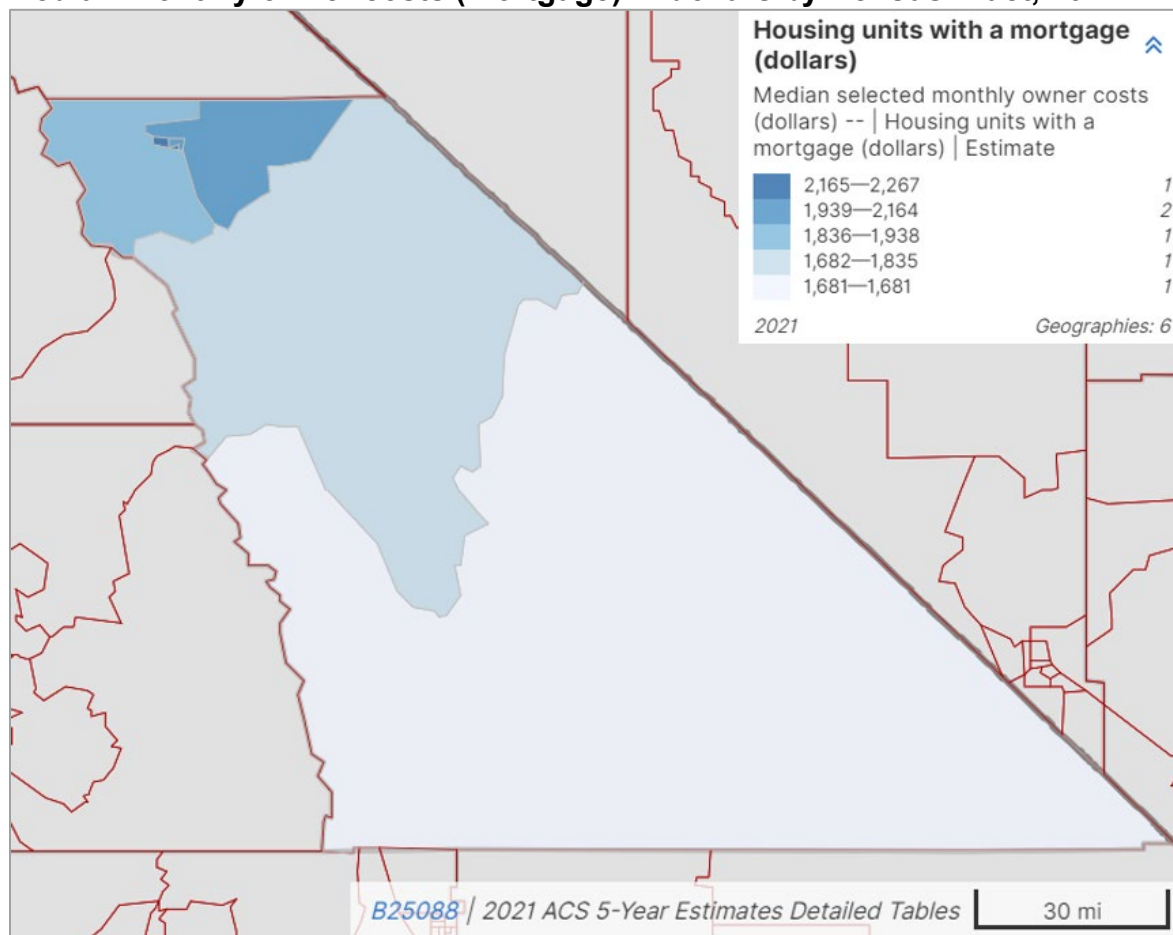 Housing units with a mortgage
(dollars)
Median selected monthly owner costs
(dollars) -- | Housing units with a
mortgage (dollars) | Estimate
2,165—2,267 1
1,939—2,164 2
1,836—1,938 1
1,682—1,835 1
1,681—1,681 1
2021 Geographies: 6
B25088 | 2021 ACS 5-Year Estimates Detailed Tables 30 mi